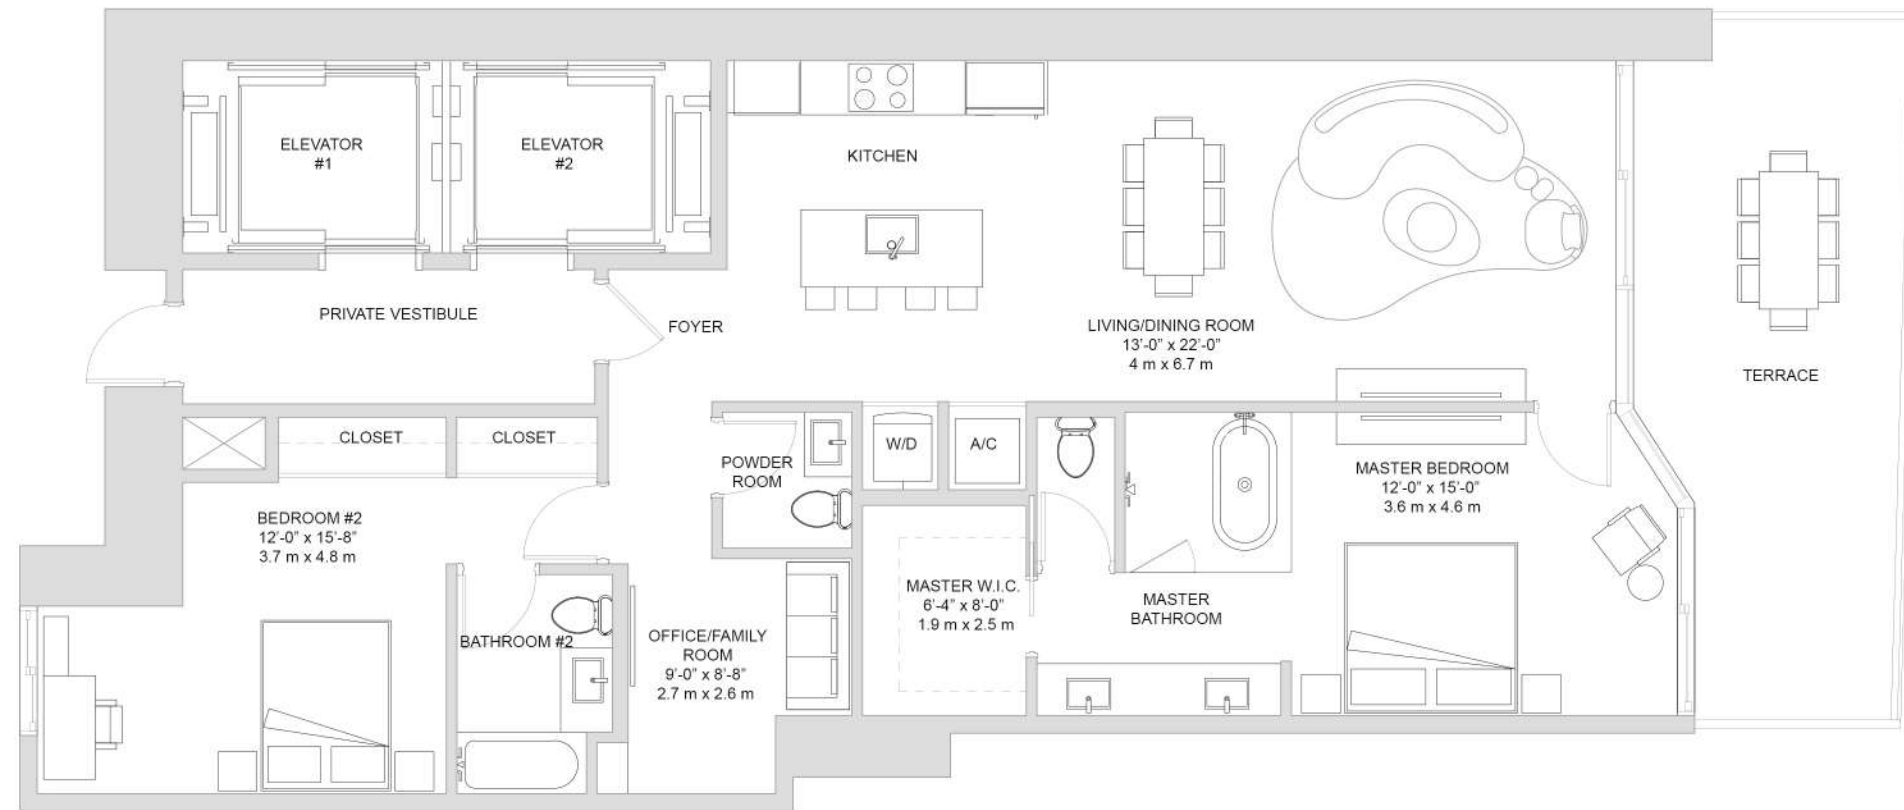 ELEVATOR
#1
ELEVATOR
#2
KITCHEN
PRIVATE VESTIBULE
FOYER
LIVING/DINING ROOM
13'-0" x 22'-0"
4 m x 6.7 m
TERRACE
CLOSET
CLOSET
POWDER
ROOM
W/D
A/C
MASTER BEDROOM
12'-0" x 15'-0"
3.6 m x 4.6 m
BEDROOM #2
12'-0" x 15'-8"
3.7 m x 4.8 m
MASTER W.I.C.
6'-4" x 8'-0"
1.9 m x 2.5 m
MASTER
BATHROOM
BATHROOM #2
OFFICE/FAMILY
ROOM
9'-0" x 8'-8"
2.7 m x 2.6 m